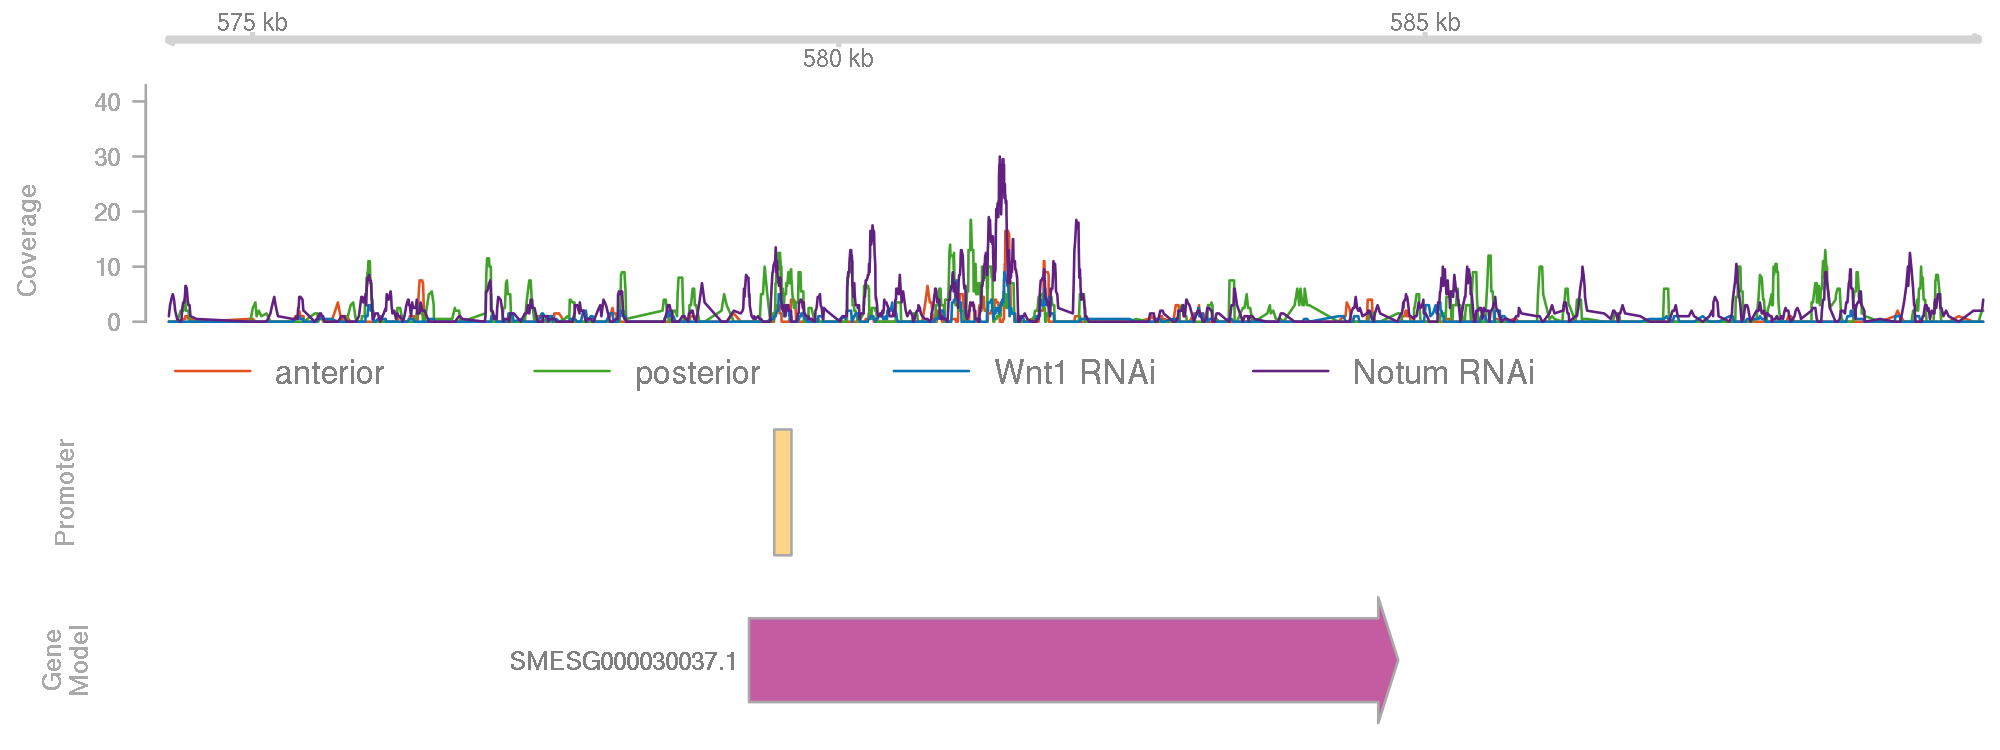 575 kb
585 kb
580 kb
Coverage
40
30
20
10
0
anterior posterior Wnt1 RNAi Notum RNAi
Promoter
Gene
Model
SMESG000030037.1